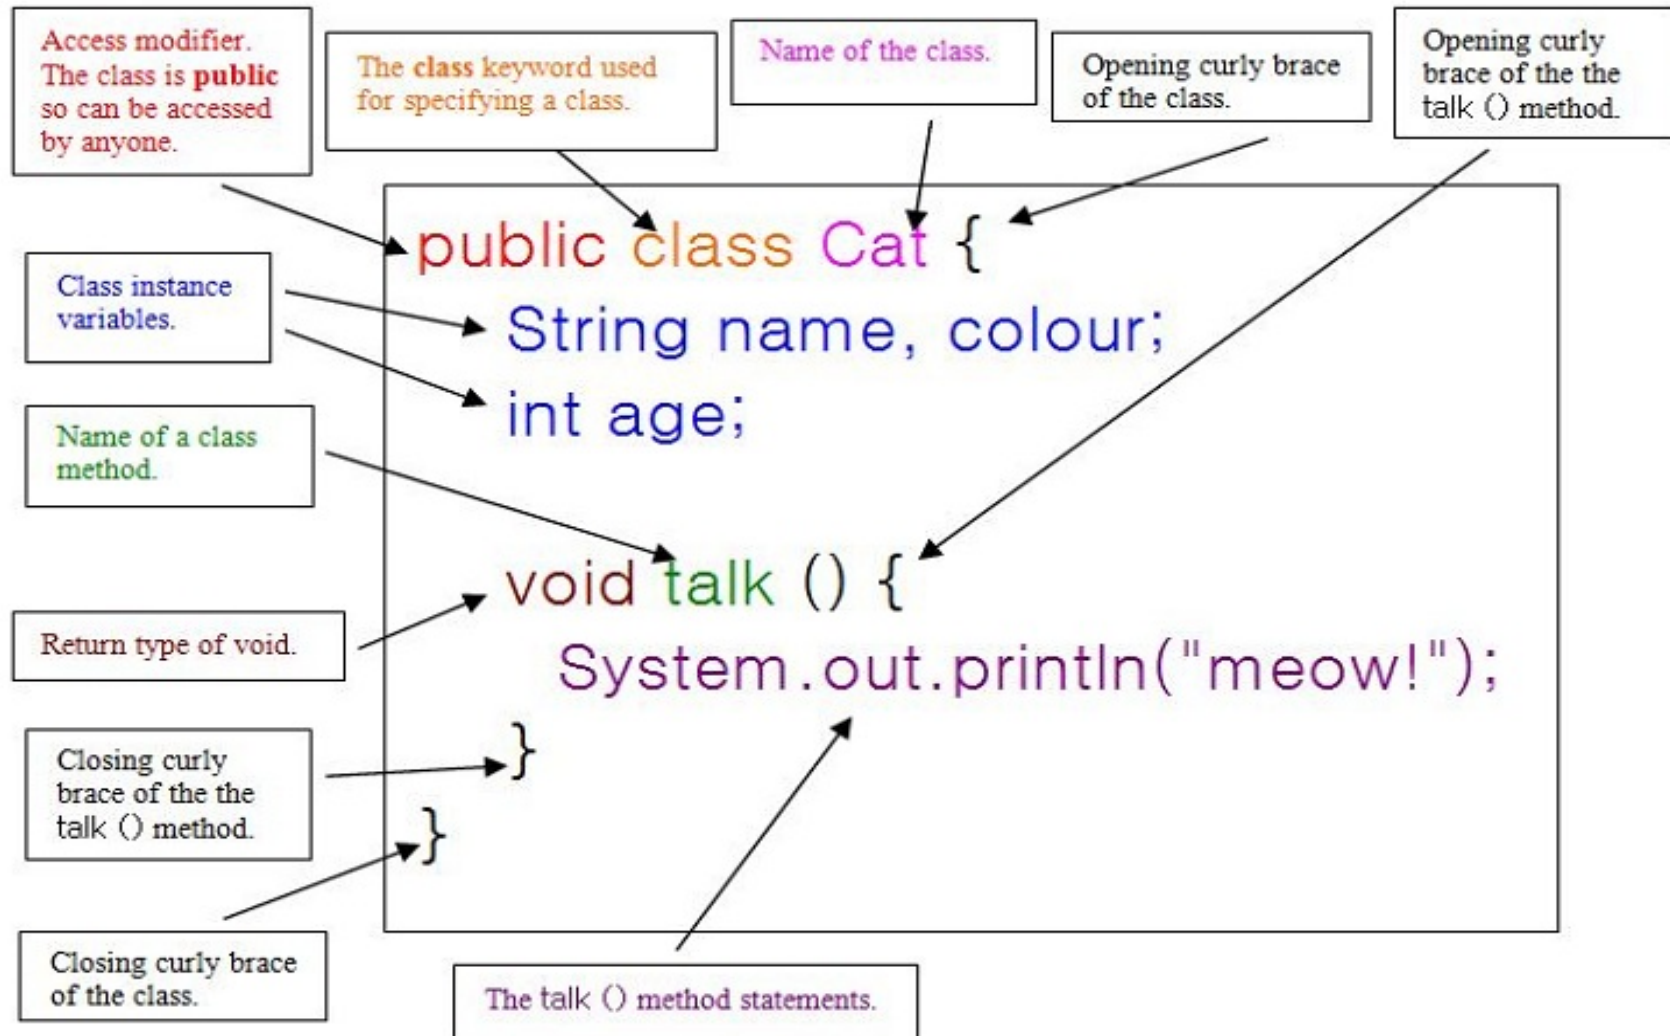 Access modifier.
The class is public
so can be accessed
by anyone.
The class keyword used
for specifying a class.
Name of the class.
Opening curly brace
of the class.
Opening curly
brace of the the
talk () method.
public class Cat {
Class instance
variables.
String name, colour;
int age;
Name of a class
method.
void talk () {
Return type of void.
System.out.println("meow!");
Closing curly
brace of the the
talk () method.
}
}
Closing curly brace
of the class.
The talk () method statements.